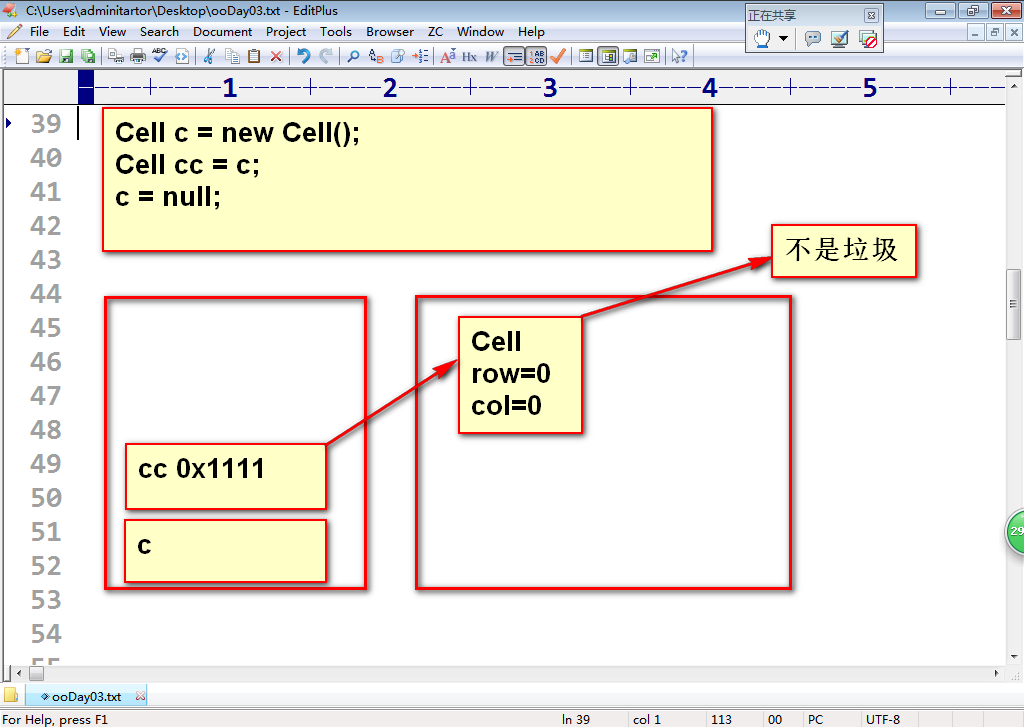 C:\Users\adminitartor\Desktop\ooDay03.txt - EditPlus
正在共享
File Edit View Search Document Project Tools Browser ZC Window Help
1 2 3 4 5
39
40
41
42
43
44
45
46
47
48
49
50
51
52
53
54
55
Cell c = new Cell();
Cell cc = c;
c = null;
不是垃圾
Cell
row=0
col=0
cc 0x1111
c
29
ooDay03.txt
For Help, press F1 ln 39 col 1 113 00 PC UTF-8